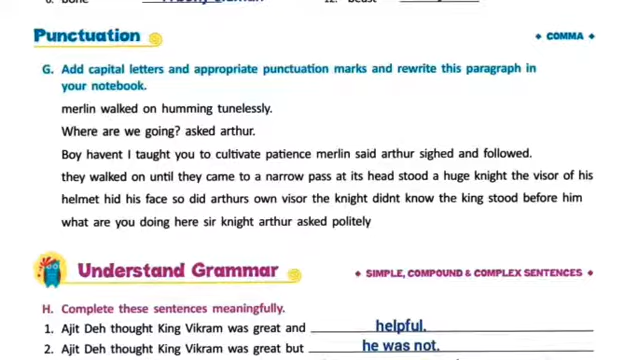 Punctuation
COMMA
G. Add capital letters and appropriate punctuation marks and rewrite this paragraph in
your notebook.
merlin walked on humming tunelessly.
Where are we going? asked arthur.
Boy havent I taught you to cultivate patience merlin said arthur sighed and followed.
they walked on until they came to a narrow pass at its head stood a huge knight the visor of his
helmet hid his face so did arthurs own visor the knight didnt know the king stood before him
what are you doing here sir knight arthur asked politely
Understand Grammar
SIMPLE, COMPOUND & COMPLEX SENTENCES
H. Complete these sentences meaningfully.
1. Ajit Deh thought King Vikram was great and helpful.
2. Ajit Deh thought King Vikram was great but he was not.